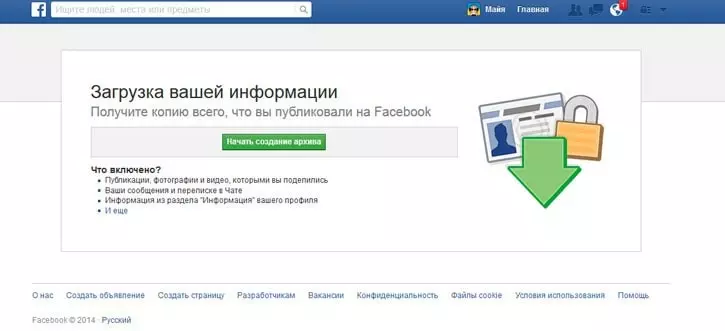 f Ищите людей, места или предметы Майя Главная 1
Загрузка вашей информации
Получите копию всего, что вы публиковали на Facebook
Начать создание архива
Что включено?
• Публикации, фотографии и видео, которыми вы поделились
• Ваши сообщения и переписке в Чате
• Информация из раздела "Информация" вашего профиля
• И еще
О нас Создать объявление Создать страницу Разработчикам Вакансии Конфиденциальность Файлы cookie Условия использования Помощь
Facebook © 2014 · Русский